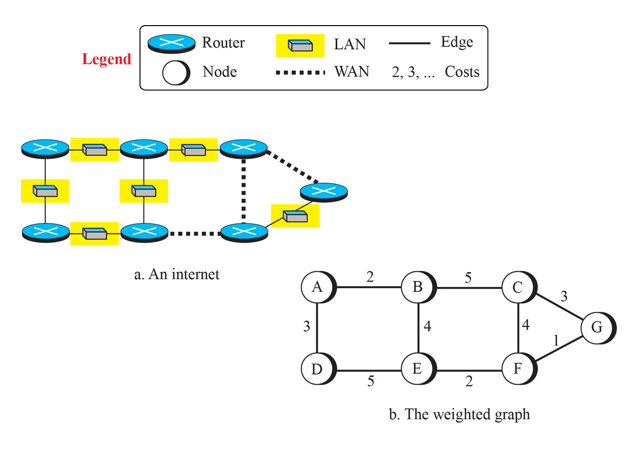 Legend
Router
LAN
Edge
Node
WAN
2, 3, ... Costs
a. An internet
A 2 B 5 C
3
G
3 4 4
1
D 5 E 2 F
b. The weighted graph